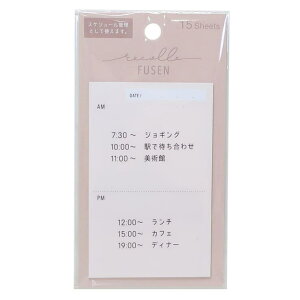 スケジュール管理
として使えます。
15 Sheets
recolle
FUSEN
DATE:
AM
7:30～ ジョギング
10:00～ 駅で待ち合わせ
11:00～ 美術館
PM
12:00～ ランチ
15:00～ カフェ
19:00～ ディナー